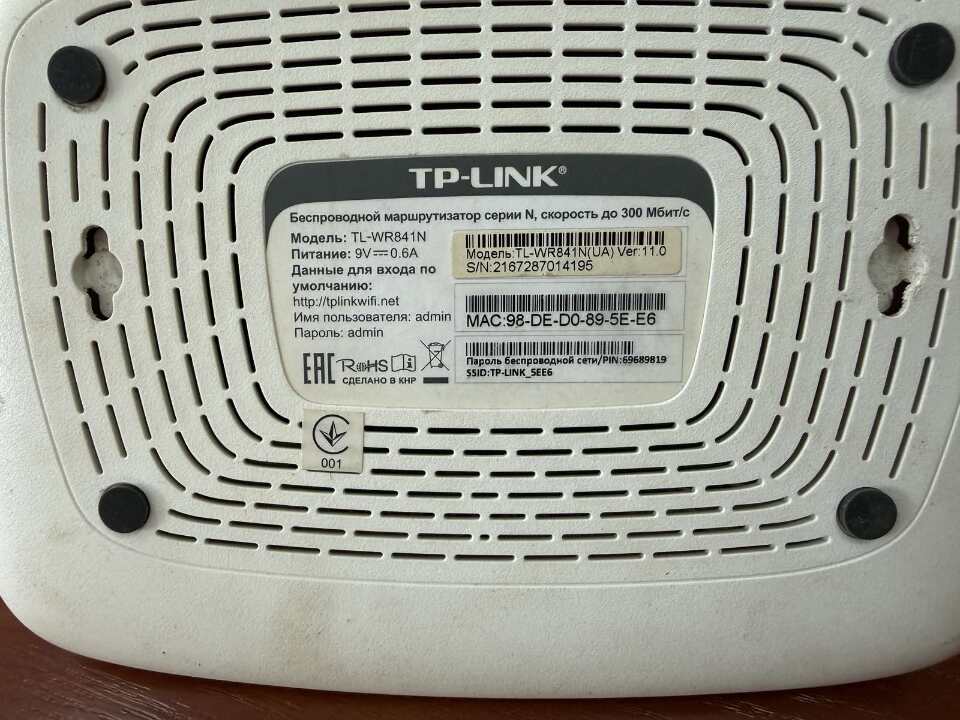 TP-LINK®
Беспроводной маршрутизатор серии N, скорость до 300 Мбит/с
Модель: TL-WR841N
Питание: 9V⎓0.6A
Данные для входа по
умолчанию:
http://tplinkwifi.net
Имя пользователя: admin
Пароль: admin
Модель:TL-WR841N(UA) Ver:11.0
S/N:2167287014195
MAC:98-DE-D0-89-5E-E6
Пароль беспроводной сети/PIN:69689819
SSID:TP-LINK_5EE6
EAC RoHS
СДЕЛАНО В КНР
001